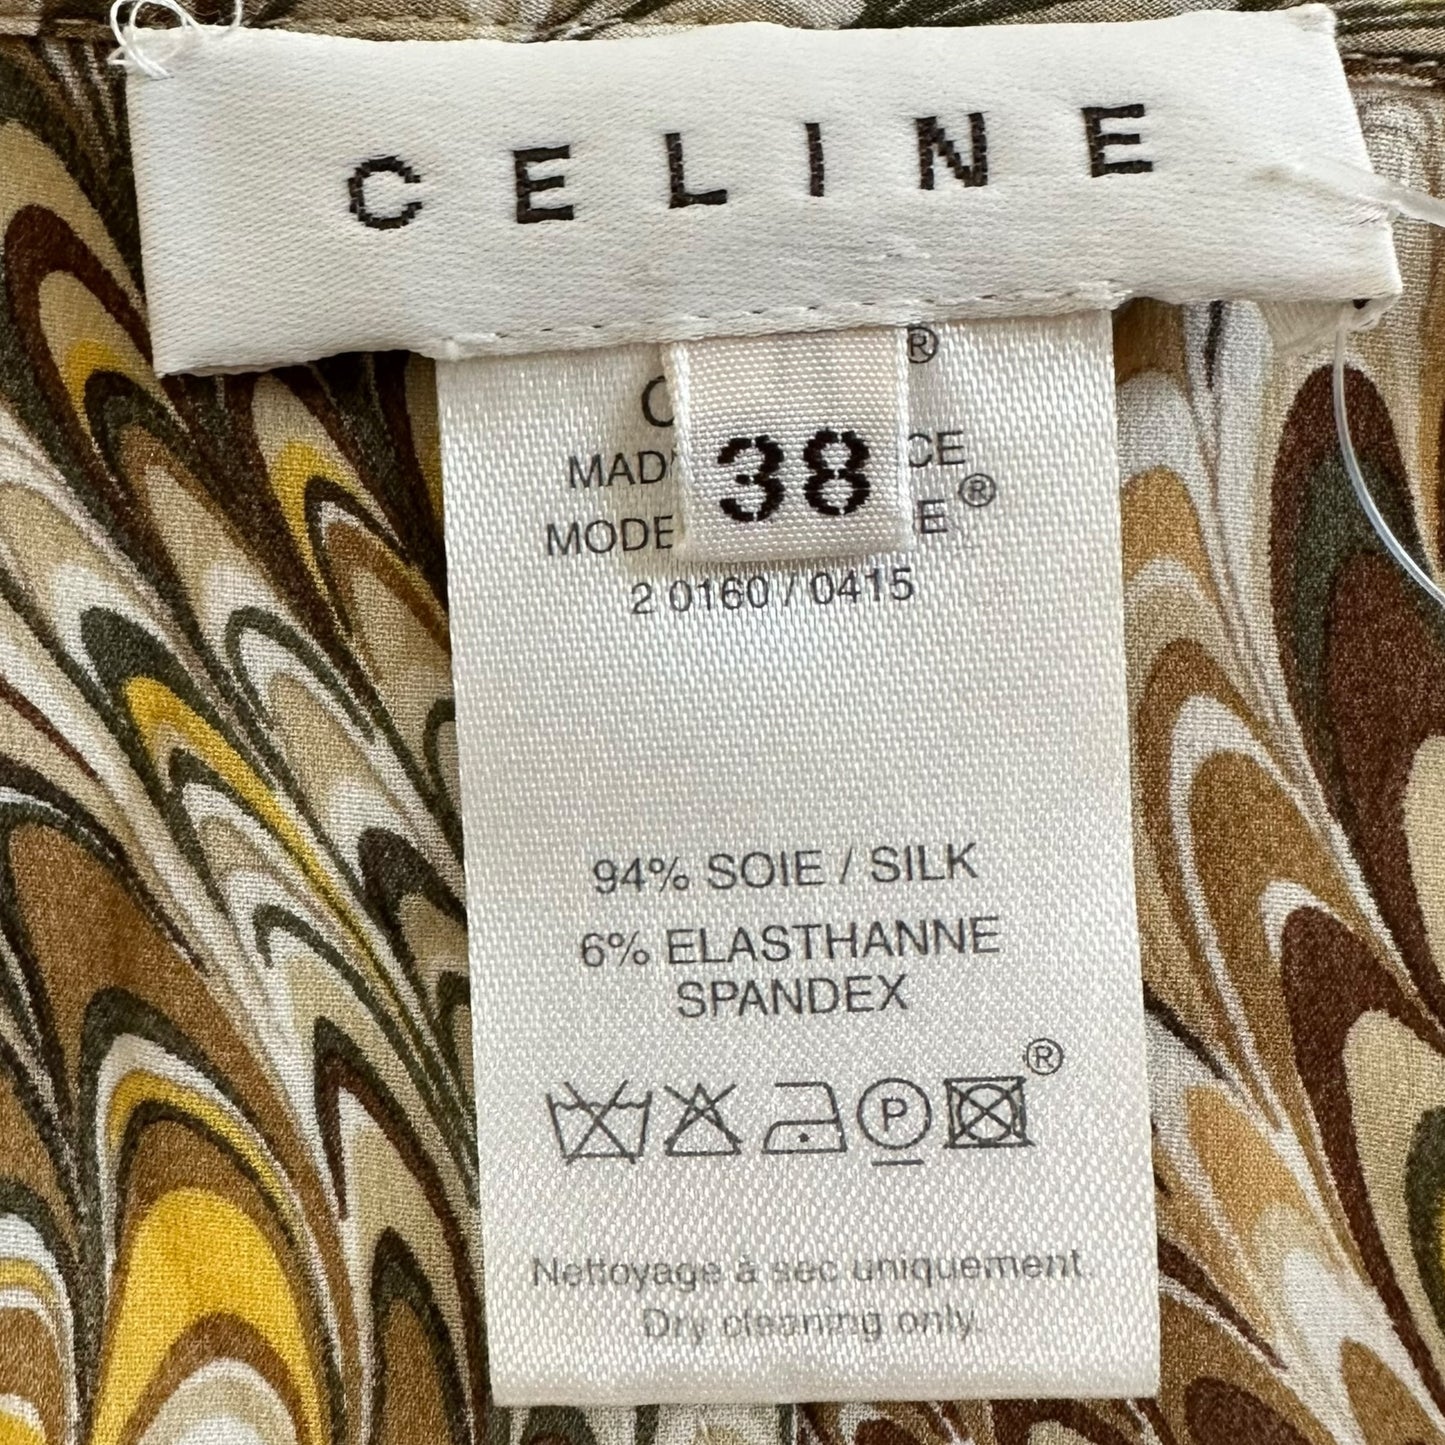 CELINE
38
®
2 0160 / 0415
94% SOIE / SILK
6% ELASTHANNE
SPANDEX
P
®
Nettoyage à sec uniquement.
Dry cleaning only.